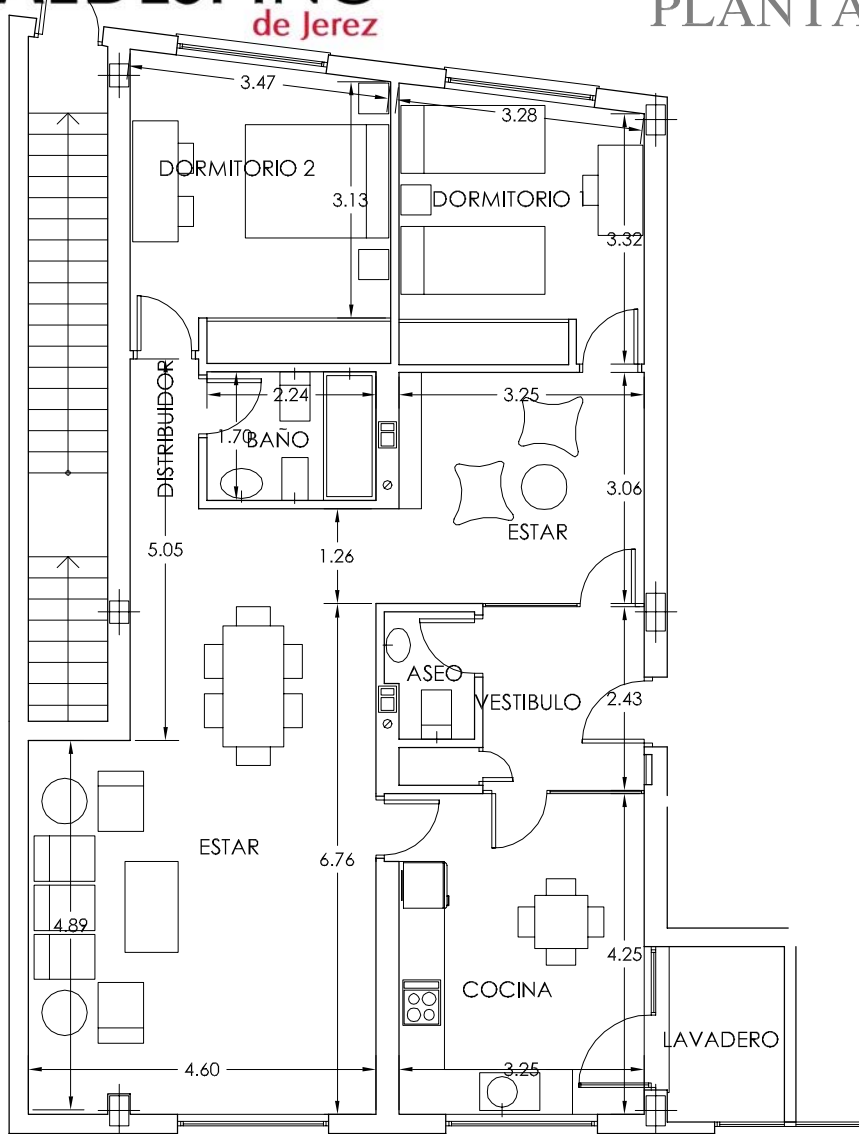 de Jerez
PLANTA
3.47
3.28
DORMITORIO 2
3.13
DORMITORIO 1
3.32
DISTRIBUIDOR
2.24
1.70
BAÑO
3.25
3.06
ESTAR
5.05
1.26
ASEO
VESTIBULO
2.43
ESTAR
6.76
4.89
4.25
COCINA
LAVADERO
4.60
3.25